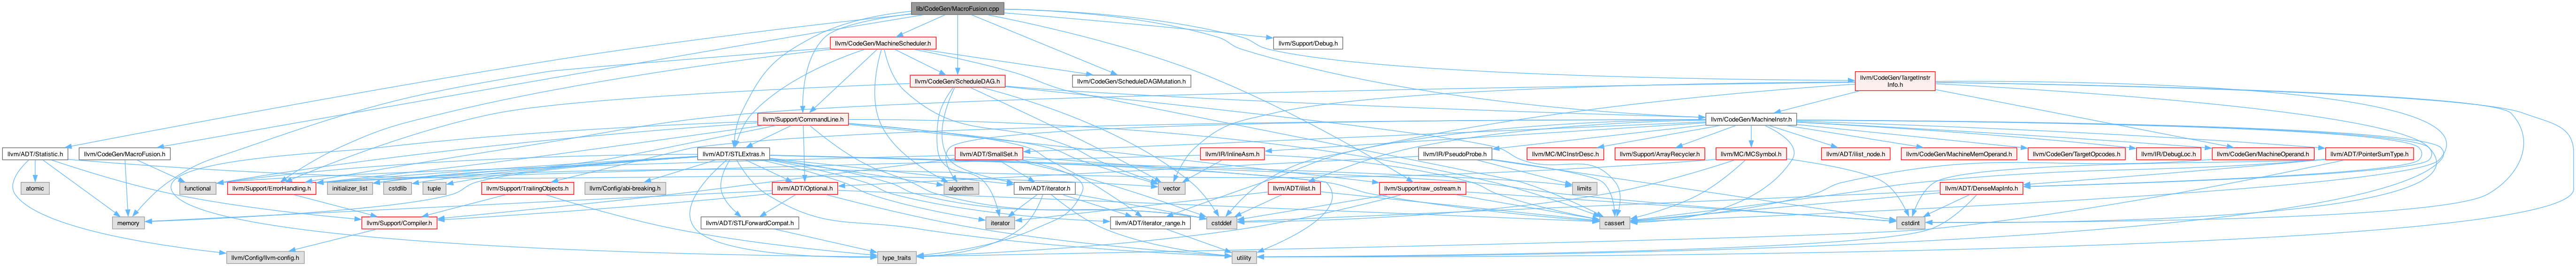 lib/CodeGen/MacroFusion.cpp
llvm/CodeGen/MachineScheduler.h
llvm/Support/Debug.h
llvm/CodeGen/ScheduleDAG.h
llvm/CodeGen/ScheduleDAGMutation.h
llvm/CodeGen/TargetInstr
Info.h
llvm/Support/CommandLine.h
llvm/CodeGen/MachineInstr.h
llvm/ADT/Statistic.h
llvm/CodeGen/MacroFusion.h
llvm/ADT/STLExtras.h
llvm/ADT/SmallSet.h
llvm/IR/InlineAsm.h
llvm/IR/PseudoProbe.h
llvm/MC/MCInstrDesc.h
llvm/Support/ArrayRecycler.h
llvm/MC/MCSymbol.h
llvm/ADT/ilist_node.h
llvm/CodeGen/MachineMemOperand.h
llvm/CodeGen/TargetOpcodes.h
llvm/IR/DebugLoc.h
llvm/CodeGen/MachineOperand.h
llvm/ADT/PointerSumType.h
atomic
functional
llvm/Support/ErrorHandling.h
initializer_list
cstdlib
tuple
llvm/Support/TrailingObjects.h
llvm/Config/abi-breaking.h
llvm/ADT/Optional.h
algorithm
llvm/ADT/iterator.h
vector
llvm/ADT/ilist.h
llvm/Support/raw_ostream.h
limits
llvm/ADT/DenseMapInfo.h
memory
llvm/Support/Compiler.h
llvm/ADT/STLForwardCompat.h
iterator
llvm/ADT/iterator_range.h
cstddef
cassert
cstdint
llvm/Config/llvm-config.h
type_traits
utility